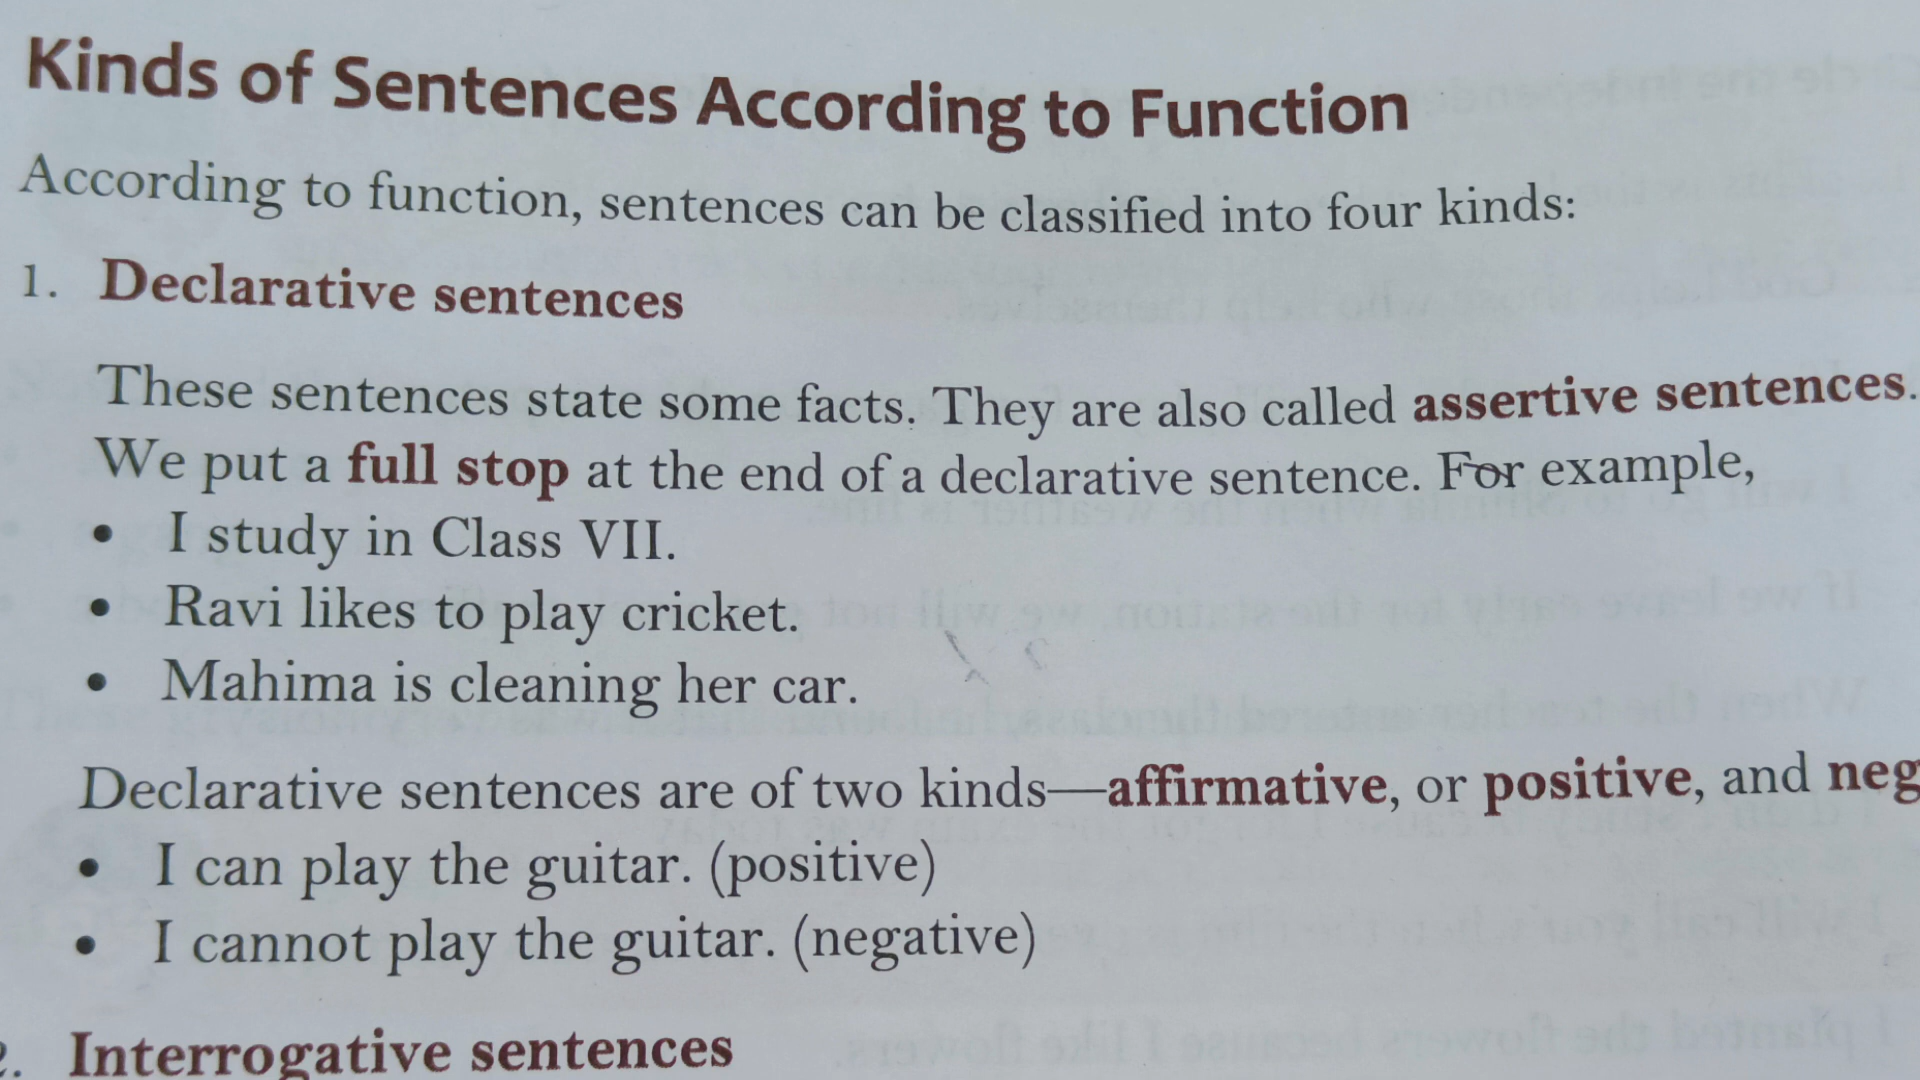 Kinds of Sentences According to Function
According to function, sentences can be classified into four kinds:
1. Declarative sentences
These sentences state some facts. They are also called assertive sentences.
We put a full stop at the end of a declarative sentence. For example,
• I study in Class VII.
• Ravi likes to play cricket.
• Mahima is cleaning her car.
Declarative sentences are of two kinds—affirmative, or positive, and neg
• I can play the guitar. (positive)
• I cannot play the guitar. (negative)
2. Interrogative sentences